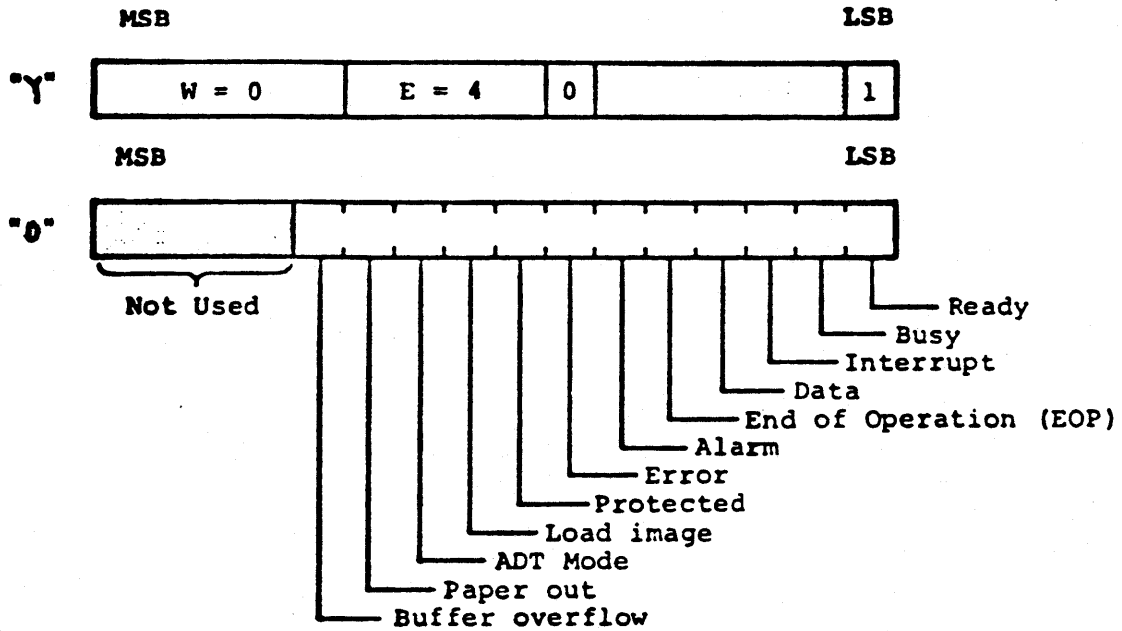 MSB LSB
"Y" W = 0 E = 4 0 1
MSB LSB
"0"
Not Used
Ready
Busy
Interrupt
Data
End of Operation (EOP)
Alarm
Error
Protected
Load image
ADT Mode
Paper out
Buffer overflow